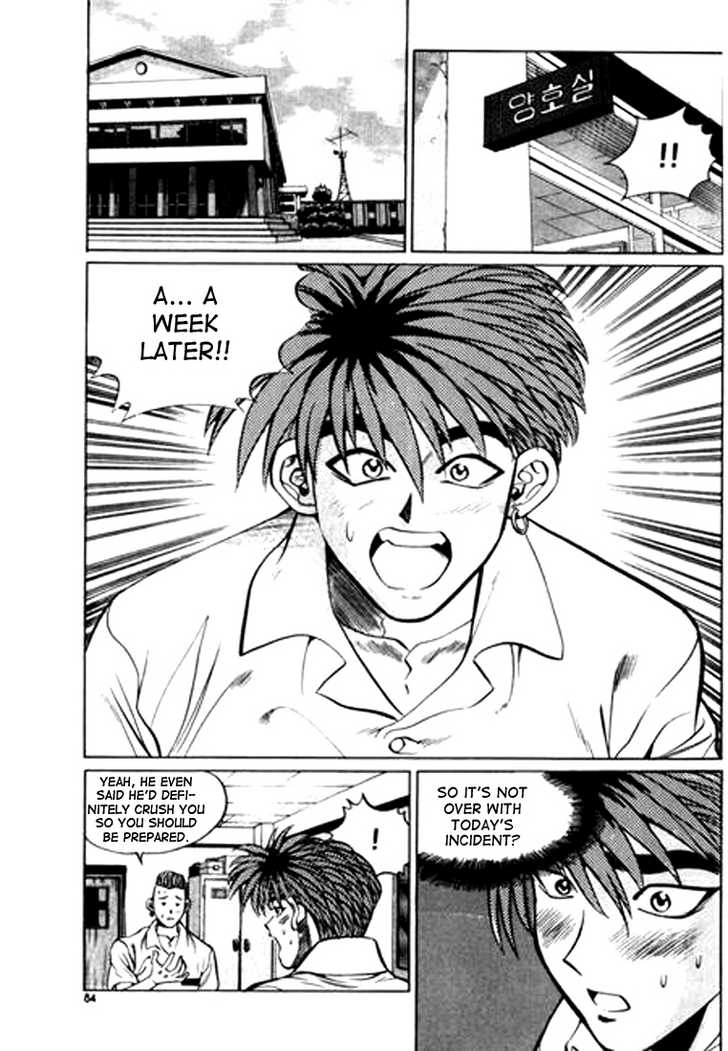 양호실
!!
A... A
WEEK
LATER!!
YEAH, HE EVEN
SAID HE'D DEFI-
NITELY CRUSH YOU
SO YOU SHOULD
BE PREPARED.
!
SO IT'S NOT
OVER WITH
TODAY'S
INCIDENT?
84